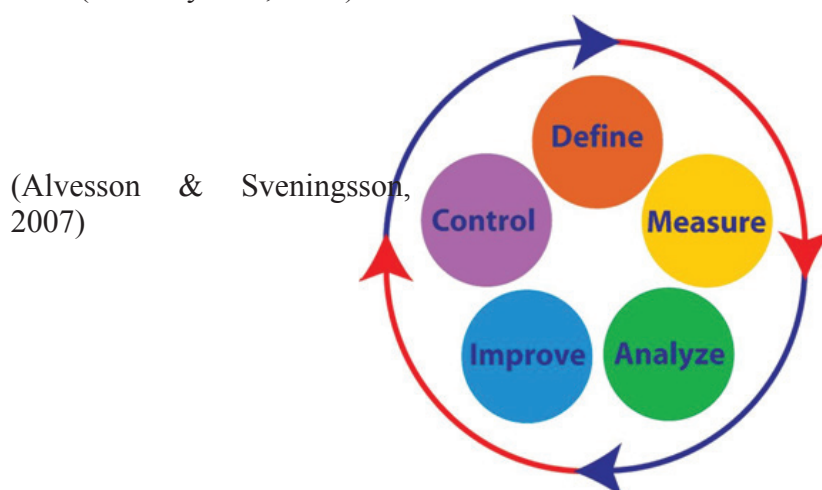 (Alvesson & Sveningsson,
2007)
Define
Control
Measure
Improve
Analyze